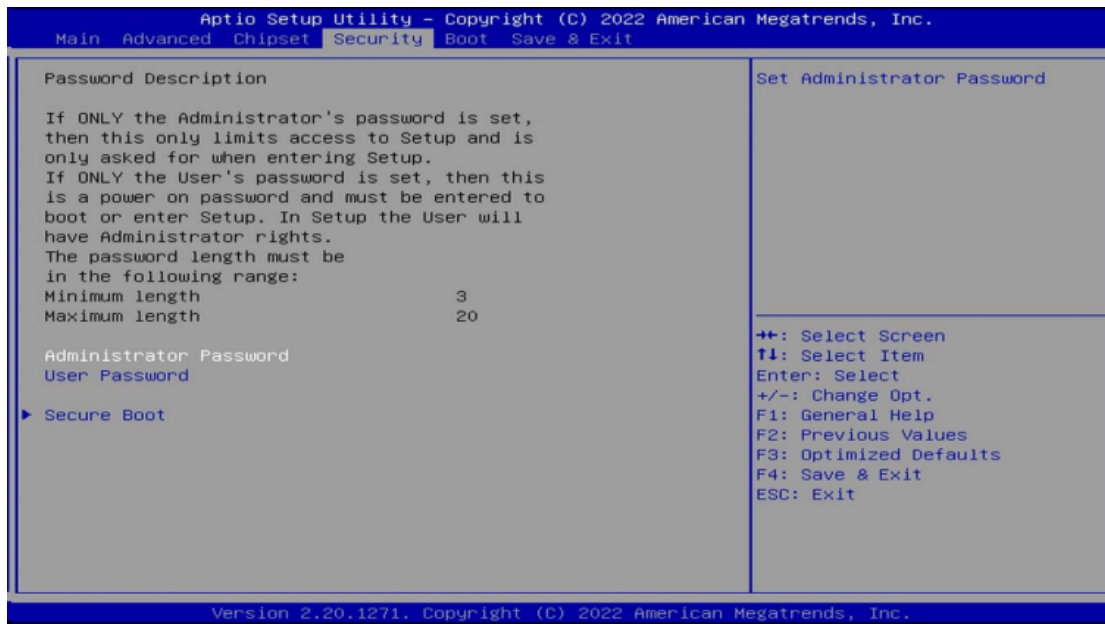 Aptio Setup Utility – Copyright (C) 2022 American Megatrends, Inc.
Main Advanced Chipset Security Boot Save & Exit
Password Description
If ONLY the Administrator's password is set,
then this only limits access to Setup and is
only asked for when entering Setup.
If ONLY the User's password is set, then this
is a power on password and must be entered to
boot or enter Setup. In Setup the User will
have Administrator rights.
The password length must be
in the following range:
Minimum length 3
Maximum length 20
Administrator Password
User Password
► Secure Boot
Set Administrator Password
→←: Select Screen
↑↓: Select Item
Enter: Select
+/-: Change Opt.
F1: General Help
F2: Previous Values
F3: Optimized Defaults
F4: Save & Exit
ESC: Exit
Version 2.20.1271. Copyright (C) 2022 American Megatrends, Inc.